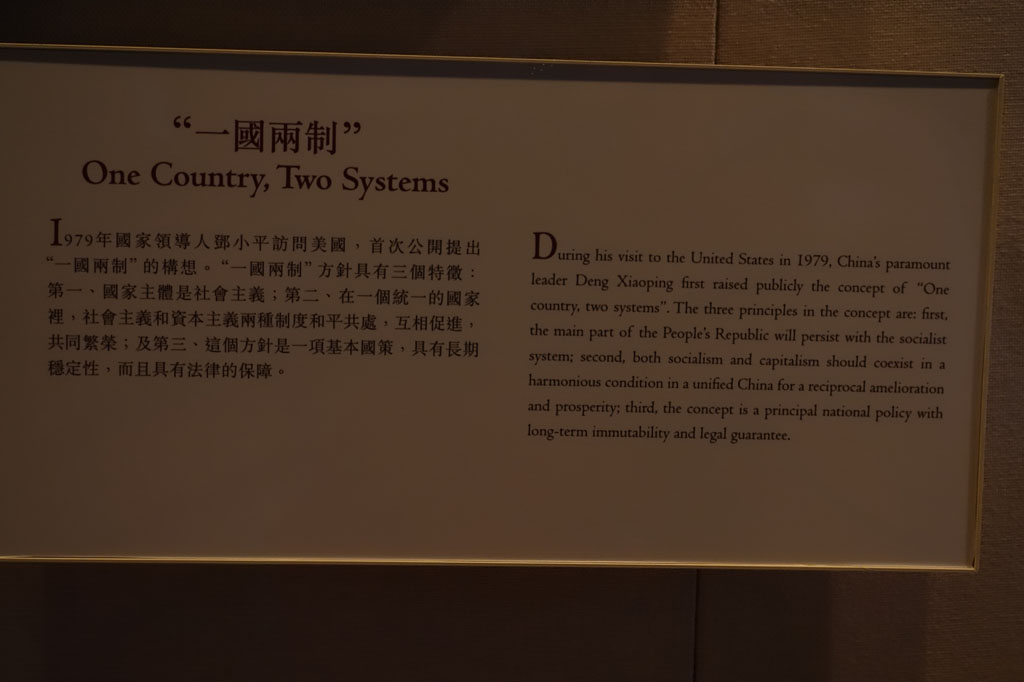 “一國兩制”
One Country, Two Systems
1979年國家領導人鄧小平訪問美國，首次公開提出
“一國兩制”的構想。“一國兩制”方針具有三個特徵：
第一、國家主體是社會主義；第二、在一個統一的國家
裡，社會主義和資本主義兩種制度和平共處，互相促進，
共同繁榮；及第三、這個方針是一項基本國策，具有長期
穩定性，而且具有法律的保障。
During his visit to the United States in 1979, China’s paramount
leader Deng Xiaoping first raised publicly the concept of “One
country, two systems”. The three principles in the concept are: first,
the main part of the People’s Republic will persist with the socialist
system; second, both socialism and capitalism should coexist in a
harmonious condition in a unified China for a reciprocal amelioration
and prosperity; third, the concept is a principal national policy with
long-term immutability and legal guarantee.